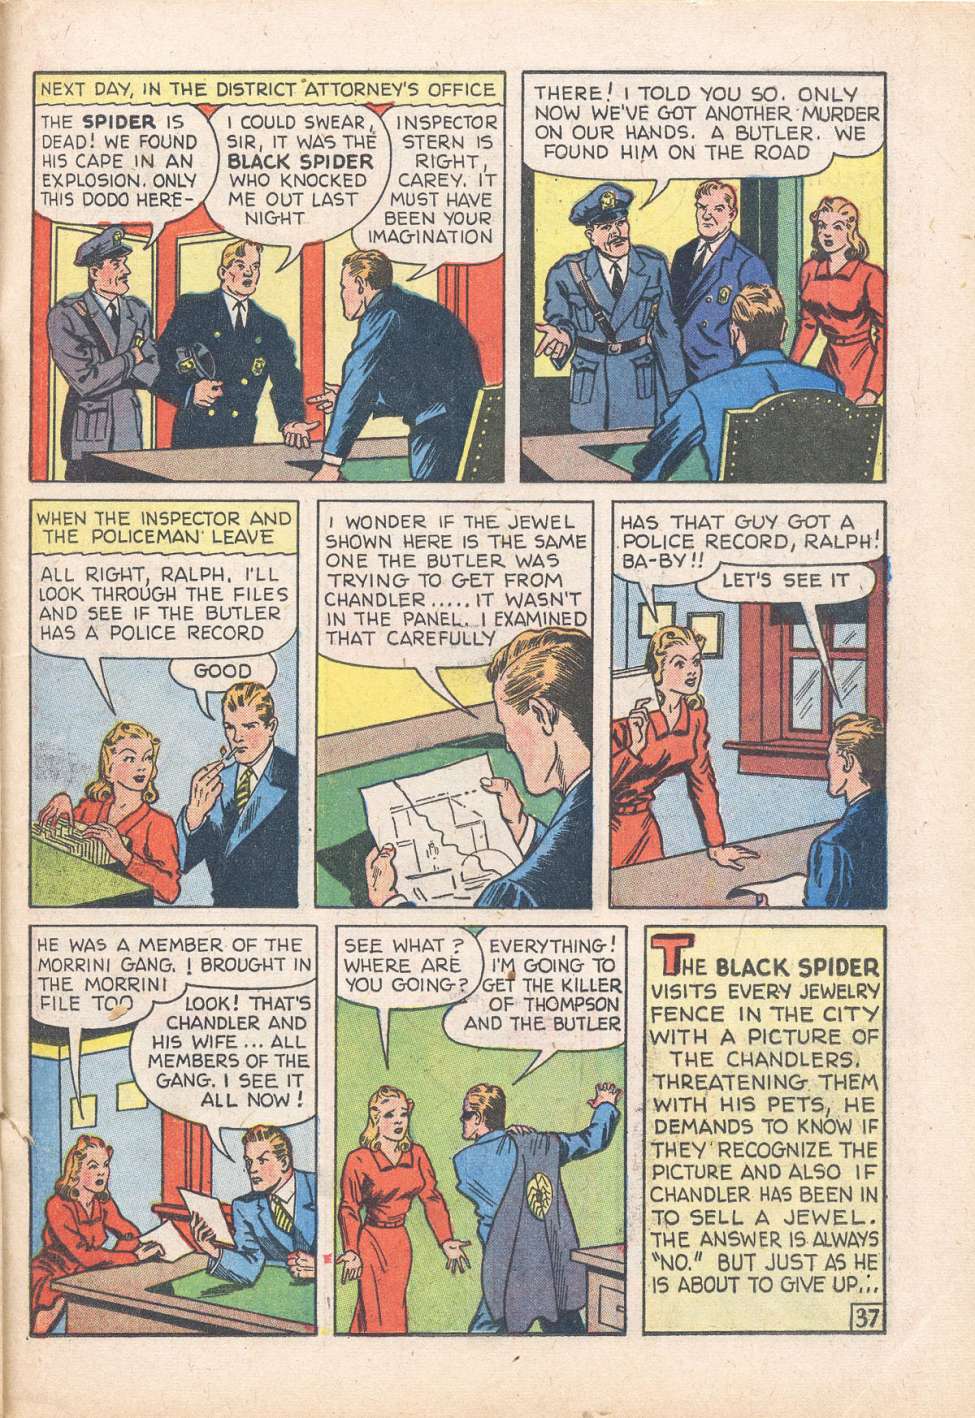 NEXT DAY, IN THE DISTRICT ATTORNEY'S OFFICE
THE SPIDER IS
DEAD! WE FOUND
HIS CAPE IN AN
EXPLOSION. ONLY
THIS DODO HERE-
I COULD SWEAR,
SIR, IT WAS THE
BLACK SPIDER
WHO KNOCKED
ME OUT LAST
NIGHT
INSPECTOR
STERN IS
RIGHT,
CAREY. IT
MUST HAVE
BEEN YOUR
IMAGINATION
THERE! I TOLD YOU SO. ONLY
NOW WE'VE GOT ANOTHER MURDER
ON OUR HANDS. A BUTLER. WE
FOUND HIM ON THE ROAD
WHEN THE INSPECTOR AND
THE POLICEMAN LEAVE
ALL RIGHT, RALPH. I'LL
LOOK THROUGH THE FILES
AND SEE IF THE BUTLER
HAS A POLICE RECORD
GOOD
I WONDER IF THE JEWEL
SHOWN HERE IS THE SAME
ONE THE BUTLER WAS
TRYING TO GET FROM
CHANDLER ..... IT WASN'T
IN THE PANEL. I EXAMINED
THAT CAREFULLY
HAS THAT GUY GOT A
POLICE RECORD, RALPH!
BA-BY!!
LET'S SEE IT
HE WAS A MEMBER OF THE
MORRINI GANG. I BROUGHT IN
THE MORRINI
FILE TOO
LOOK! THAT'S
CHANDLER AND
HIS WIFE ... ALL
MEMBERS OF THE
GANG. I SEE IT
ALL NOW!
SEE WHAT?
WHERE ARE
YOU GOING?
EVERYTHING!
I'M GOING TO
GET THE KILLER
OF THOMPSON
AND THE BUTLER
THE BLACK SPIDER
VISITS EVERY JEWELRY
FENCE IN THE CITY
WITH A PICTURE OF
THE CHANDLERS.
THREATENING THEM
WITH HIS PETS, HE
DEMANDS TO KNOW IF
THEY RECOGNIZE THE
PICTURE AND ALSO IF
CHANDLER HAS BEEN IN
TO SELL A JEWEL.
THE ANSWER IS ALWAYS
"NO." BUT JUST AS HE
IS ABOUT TO GIVE UP...
37